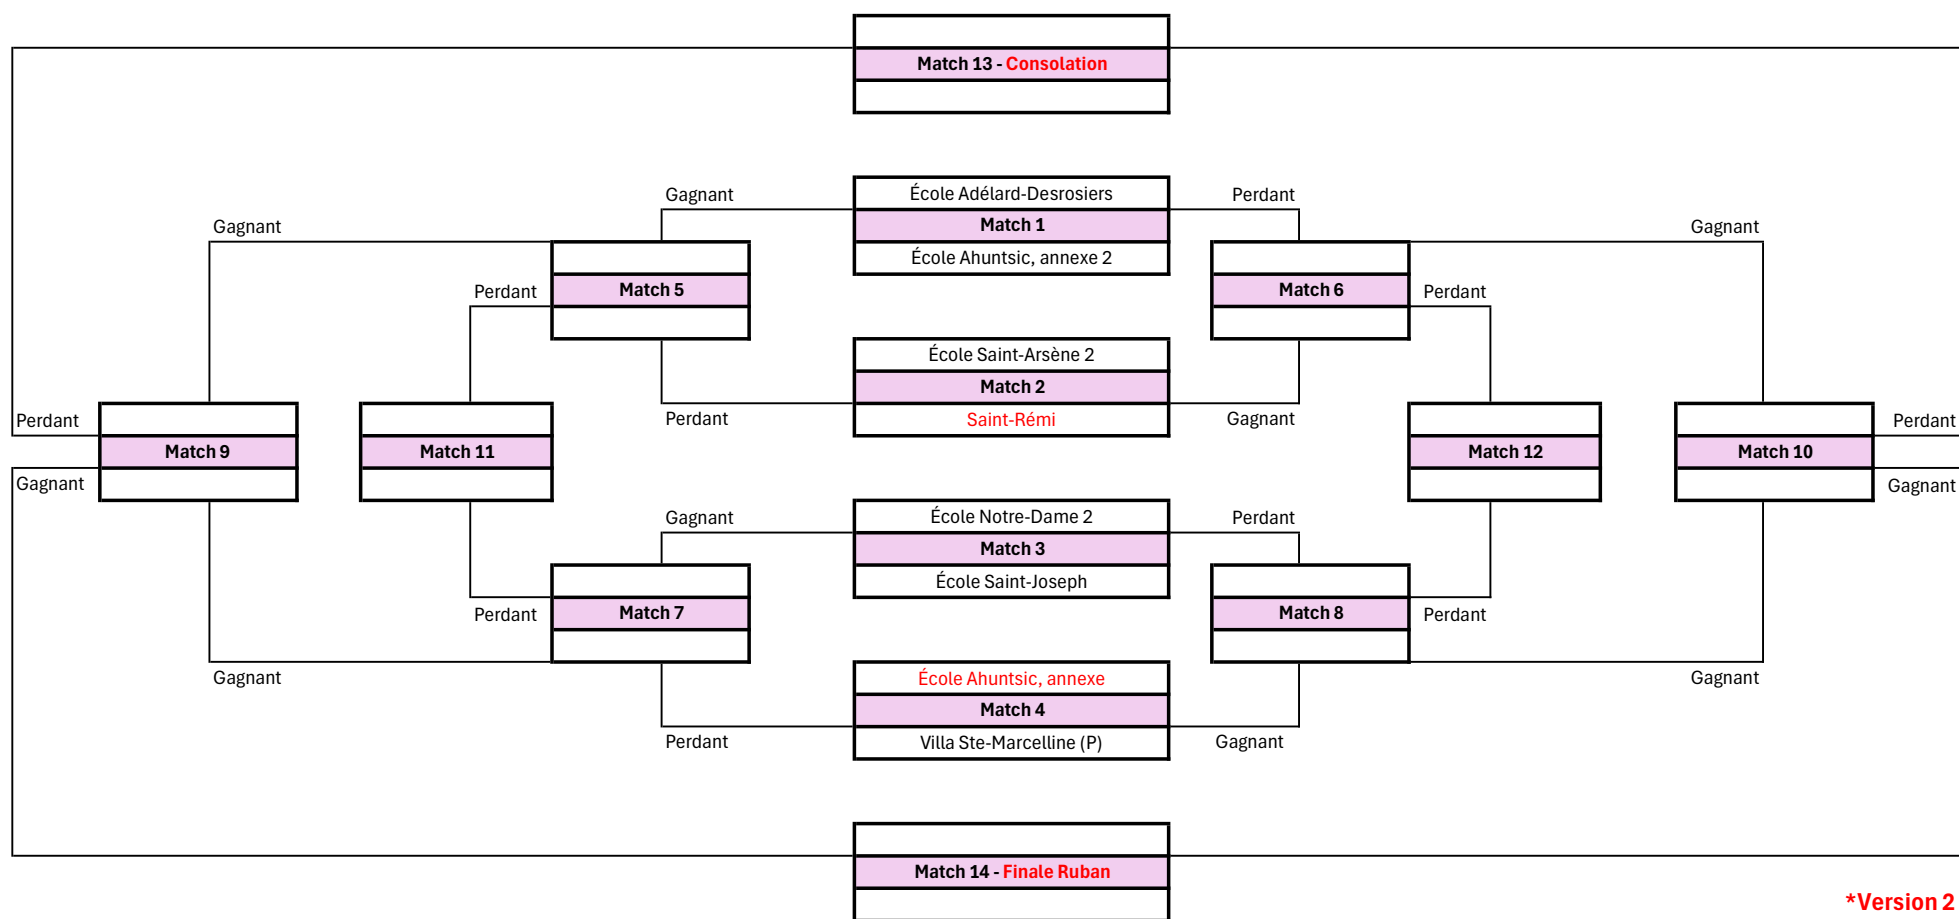 Match 13 - Consolation
Gagnant
École Adélard-Desrosiers
Perdant
Gagnant
Match 1
Gagnant
École Ahuntsic, annexe 2
Perdant
Match 5
Match 6
Perdant
École Saint-Arsène 2
Match 2
Perdant
Perdant
Saint-Rémi
Gagnant
Perdant
Match 9
Match 11
Match 12
Match 10
Gagnant
Gagnant
Gagnant
École Notre-Dame 2
Perdant
Match 3
École Saint-Joseph
Perdant
Match 7
Match 8
Perdant
Gagnant
École Ahuntsic, annexe
Gagnant
Match 4
Perdant
Villa Ste-Marcelline (P)
Gagnant
Match 14 - Finale Ruban
*Version 2